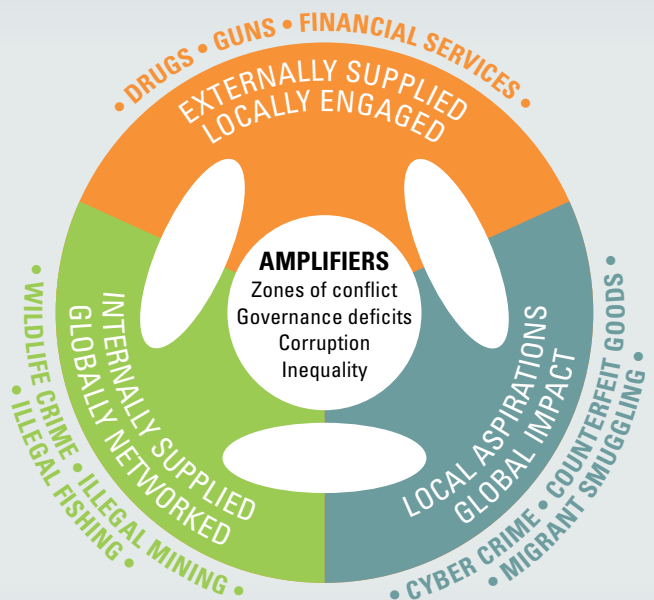 • DRUGS • GUNS • FINANCIAL SERVICES •
EXTERNALLY SUPPLIED
LOCALLY ENGAGED
AMPLIFIERS
Zones of conflict
Governance deficits
Corruption
Inequality
INTERNALLY SUPPLIED
GLOBALLY NETWORKED
• WILDLIFE CRIME • ILLEGAL MINING •
• ILLEGAL FISHING •
LOCAL ASPIRATIONS
GLOBAL IMPACT
• CYBER CRIME • COUNTERFEIT GOODS •
• MIGRANT SMUGGLING •